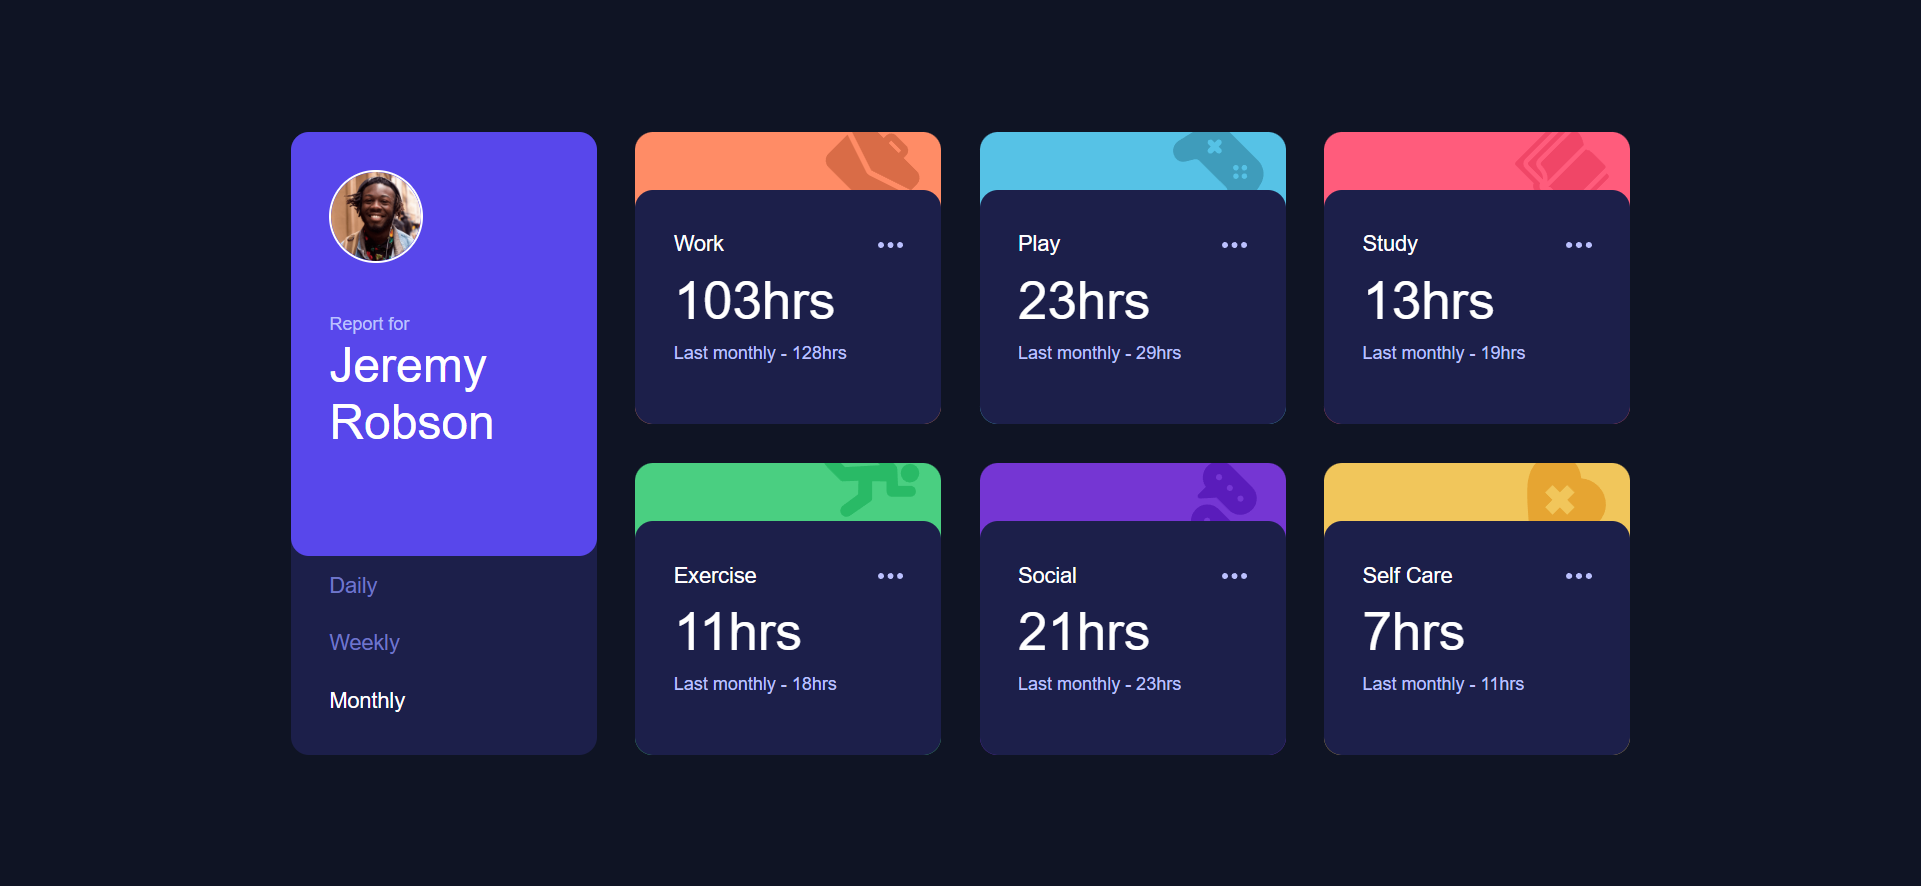 Report for
Jeremy
Robson
Daily
Weekly
Monthly
Work
103hrs
Last monthly - 128hrs
Play
23hrs
Last monthly - 29hrs
Study
13hrs
Last monthly - 19hrs
Exercise
11hrs
Last monthly - 18hrs
Social
21hrs
Last monthly - 23hrs
Self Care
7hrs
Last monthly - 11hrs